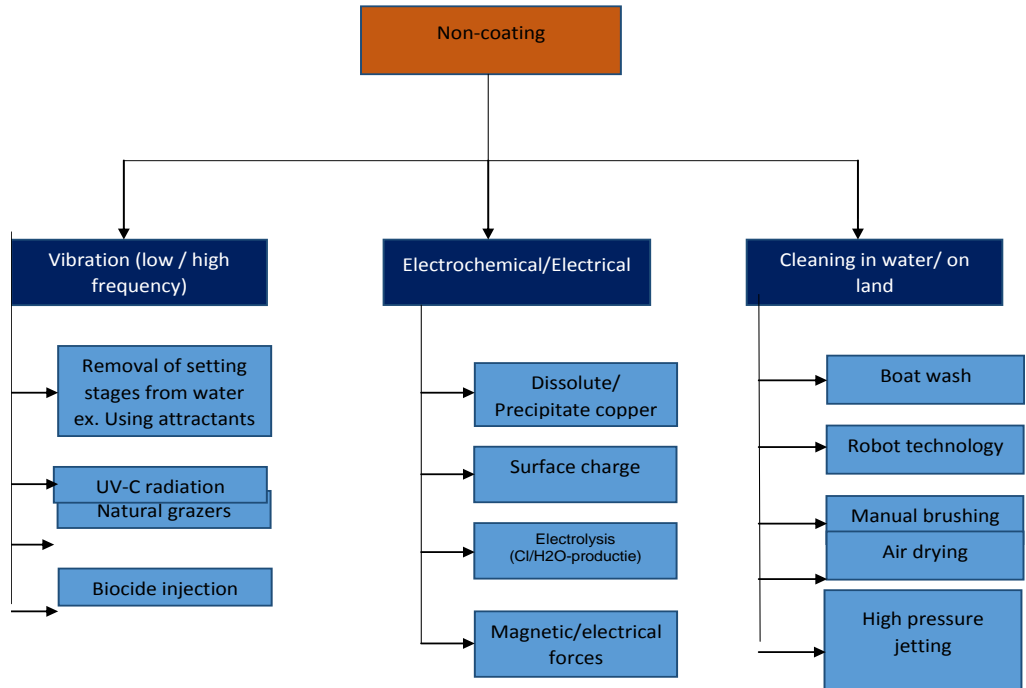 Non-coating
Vibration (low / high
frequency)
Removal of setting
stages from water
ex. Using attractants
UV-C radiation
Natural grazers
Biocide injection
Electrochemical/Electrical
Dissolute/
Precipitate copper
Surface charge
Electrolysis
(Cl/H2O-productie)
Magnetic/electrical
forces
Cleaning in water/ on
land
Boat wash
Robot technology
Manual brushing
Air drying
High pressure
jetting